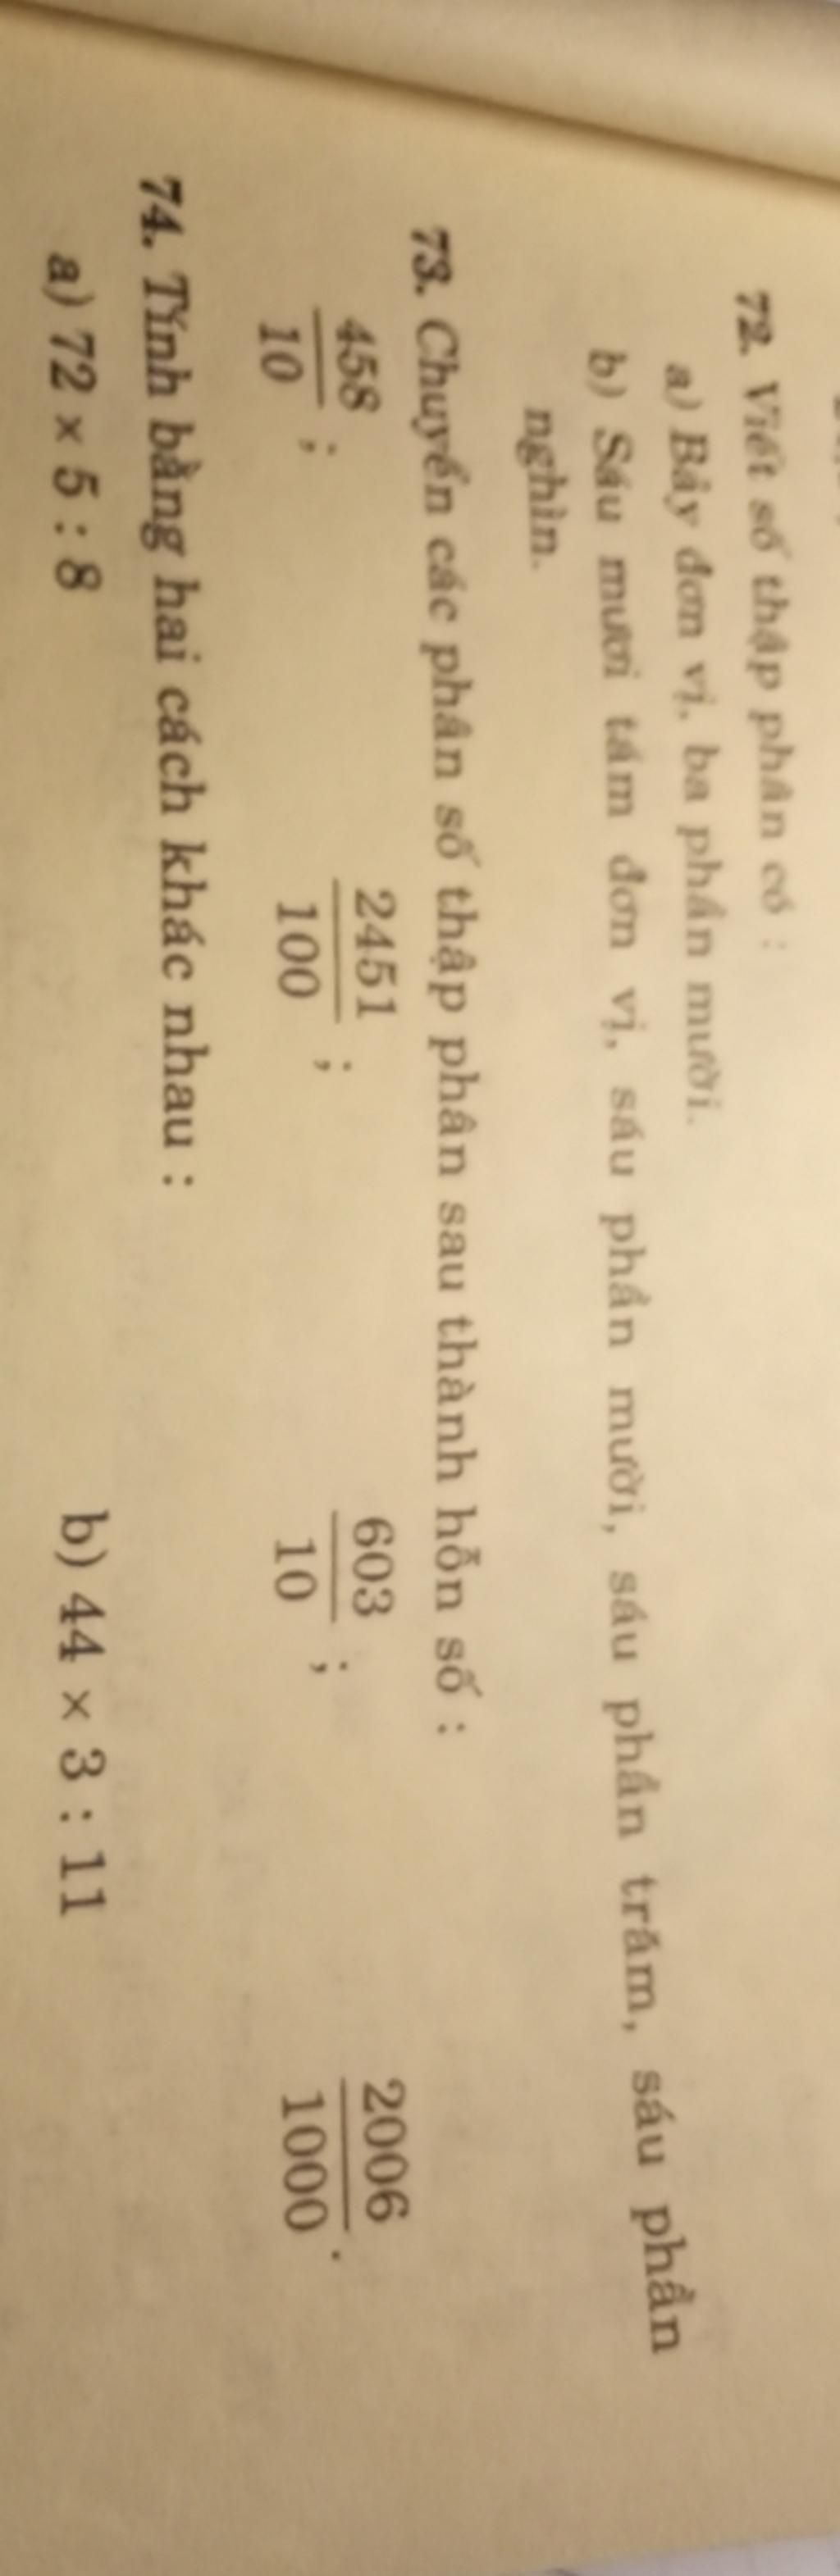 72. Viết số thập phân có :
a) Bảy đơn vị, ba phần mười.
b) Sáu mươi tám đơn vị, sáu phần mười, sáu phần trăm, sáu phần
nghìn.
73. Chuyển các phân số thập phân sau thành hỗn số :
458/10 ; 2451/100 ; 603/10 ; 2006/1000 .
74. Tính bằng hai cách khác nhau :
a) 72 × 5 : 8 b) 44 × 3 : 11